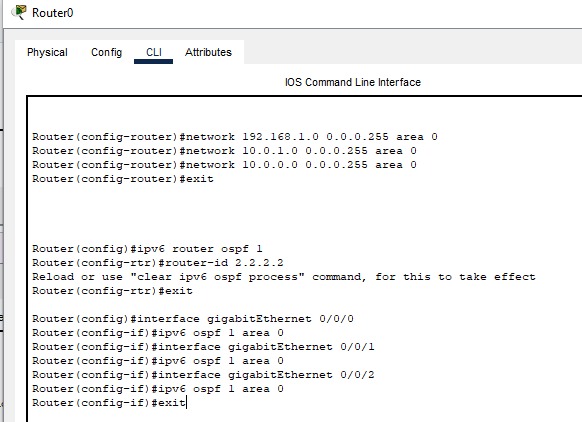 Router0
Physical Config CLI Attributes
IOS Command Line Interface
Router(config-router)#network 192.168.1.0 0.0.0.255 area 0
Router(config-router)#network 10.0.1.0 0.0.0.255 area 0
Router(config-router)#network 10.0.0.0 0.0.0.255 area 0
Router(config-router)#exit
Router(config)#ipv6 router ospf 1
Router(config-rtr)#router-id 2.2.2.2
Reload or use "clear ipv6 ospf process" command, for this to take effect
Router(config-rtr)#exit
Router(config)#interface gigabitEthernet 0/0/0
Router(config-if)#ipv6 ospf 1 area 0
Router(config-if)#interface gigabitEthernet 0/0/1
Router(config-if)#ipv6 ospf 1 area 0
Router(config-if)#interface gigabitEthernet 0/0/2
Router(config-if)#ipv6 ospf 1 area 0
Router(config-if)#exit